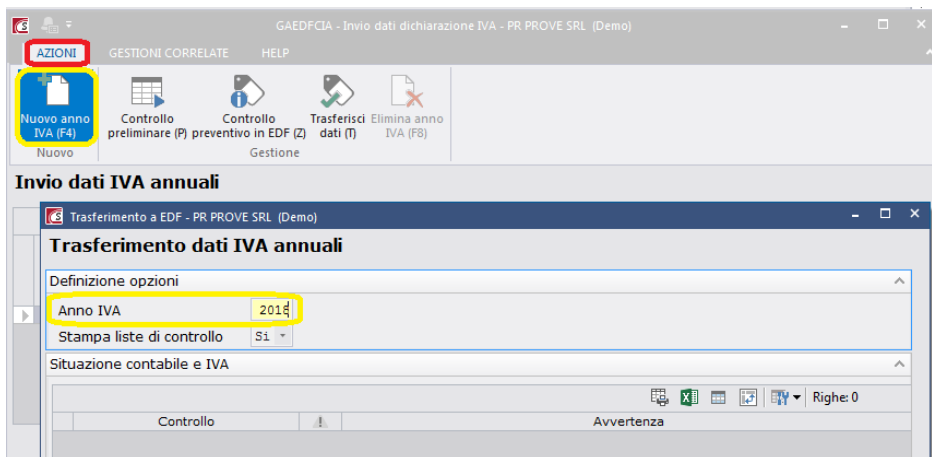 GAEDFCIA - Invio dati dichiarazione IVA - PR PROVE SRL (Demo)
AZIONI GESTIONI CORRELATE HELP
Nuovo anno IVA (F4)
Controllo preliminare (P)
Controllo preventivo in EDF (Z)
Trasferisci dati (T)
Elimina anno IVA (F8)
Nuovo Gestione
Invio dati IVA annuali
Trasferimento a EDF - PR PROVE SRL (Demo)
Trasferimento dati IVA annuali
Definizione opzioni
Anno IVA 2016
Stampa liste di controllo Si
Situazione contabile e IVA
Righe: 0
Controllo Avvertenza